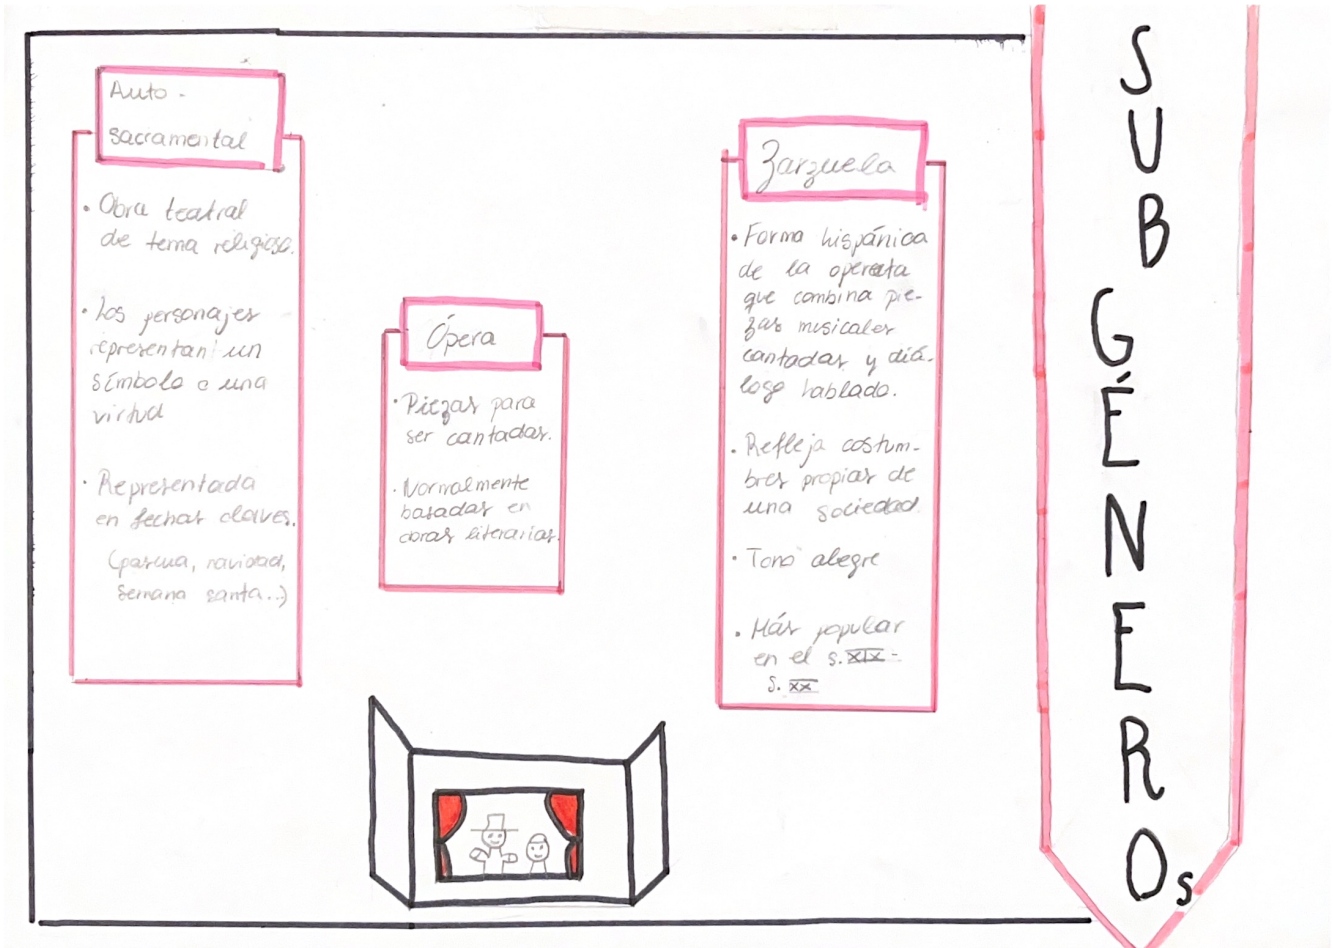 Auto-
sacramental
• Obra teatral
de tema religioso.
• Los personajes
representan un
símbolo o una
virtud
• Representada
en fechas claves.
(pascua, navidad,
semana santa...)
Ópera
• Piezas para
ser cantadas.
• Normalmente
basadas en
obras literarias.
Zarzuela
• Forma hispánica
de la opereta
que combina pie-
zas musicales
cantadas y diá-
logo hablado.
• Refleja costum-
bres propias de
una sociedad
• Tono alegre
• Más popular
en el s. XIX -
s. XX
SUB GÉNEROs